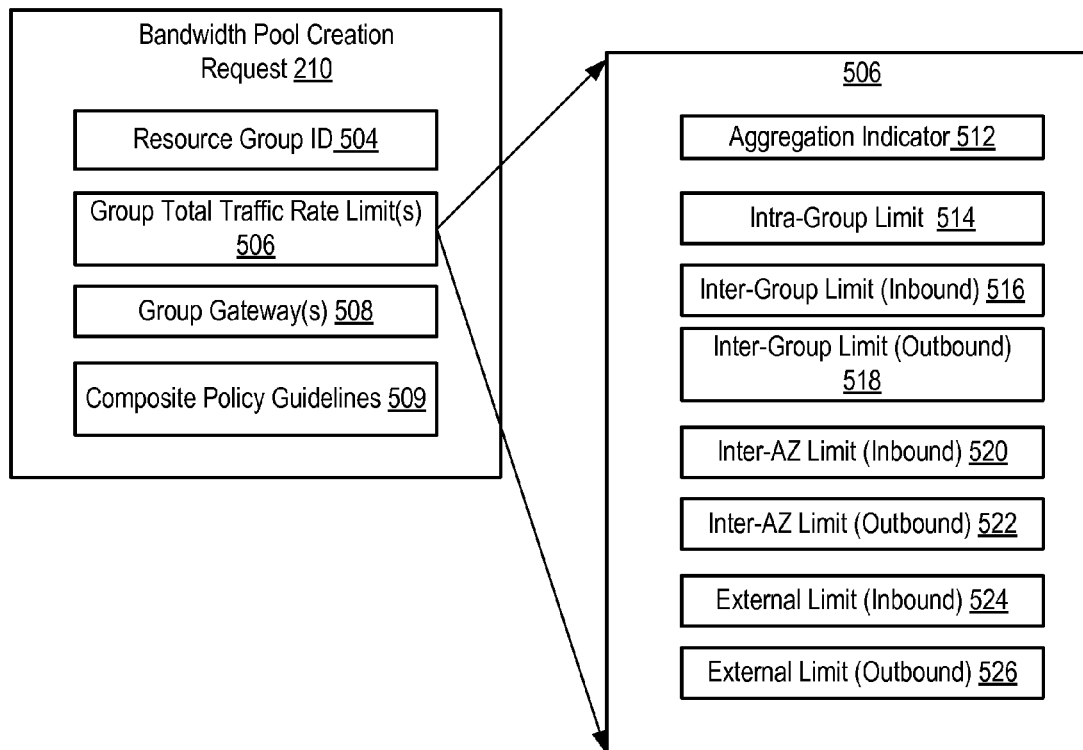 Bandwidth Pool Creation
Request 210
Resource Group ID 504
Group Total Traffic Rate Limit(s)
506
Group Gateway(s) 508
Composite Policy Guidelines 509
506
Aggregation Indicator 512
Intra-Group Limit 514
Inter-Group Limit (Inbound) 516
Inter-Group Limit (Outbound)
518
Inter-AZ Limit (Inbound) 520
Inter-AZ Limit (Outbound) 522
External Limit (Inbound) 524
External Limit (Outbound) 526